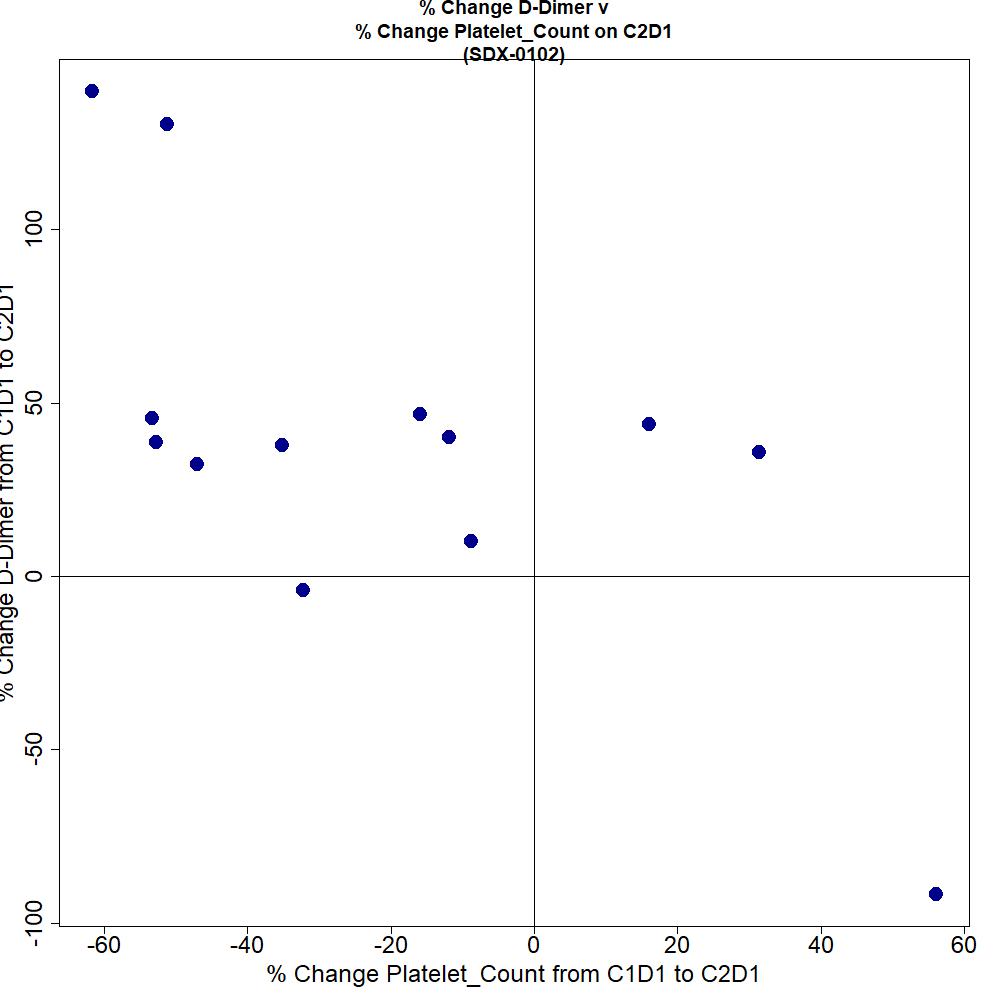 % Change D-Dimer v
% Change Platelet_Count on C2D1
(SDX-0102)
% Change D-Dimer from C1D1 to C2D1
100
50
0
-50
-100
-60
-40
-20
0
20
40
60
% Change Platelet_Count from C1D1 to C2D1